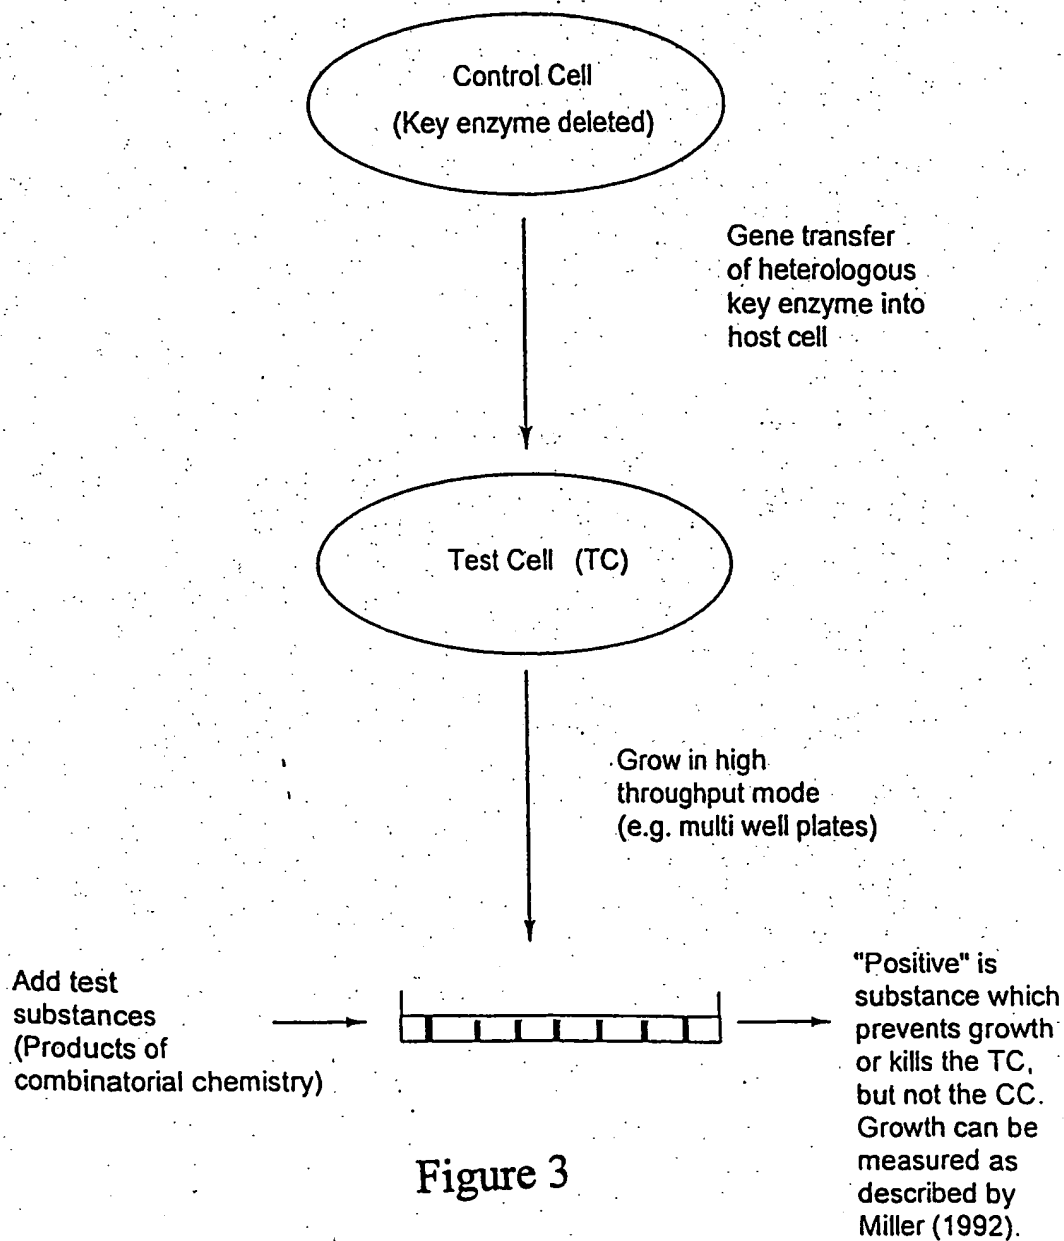 Control Cell
(Key enzyme deleted)
Gene transfer
of heterologous
key enzyme into
host cell
Test Cell (TC)
Grow in high
throughput mode
(e.g. multi well plates)
Add test
substances
(Products of
combinatorial chemistry)
"Positive" is
substance which
prevents growth
or kills the TC,
but not the CC.
Growth can be
measured as
described by
Miller (1992).
Figure 3